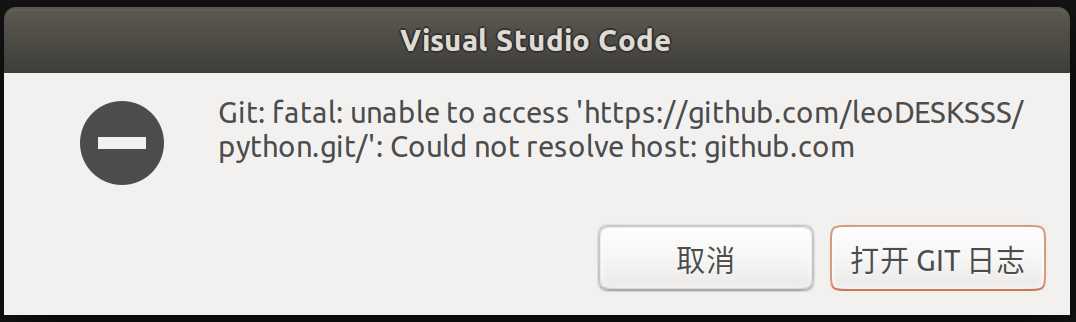 Visual Studio Code
Git: fatal: unable to access 'https://github.com/leoDESKSSS/
python.git/': Could not resolve host: github.com
取消
打开 GIT 日志